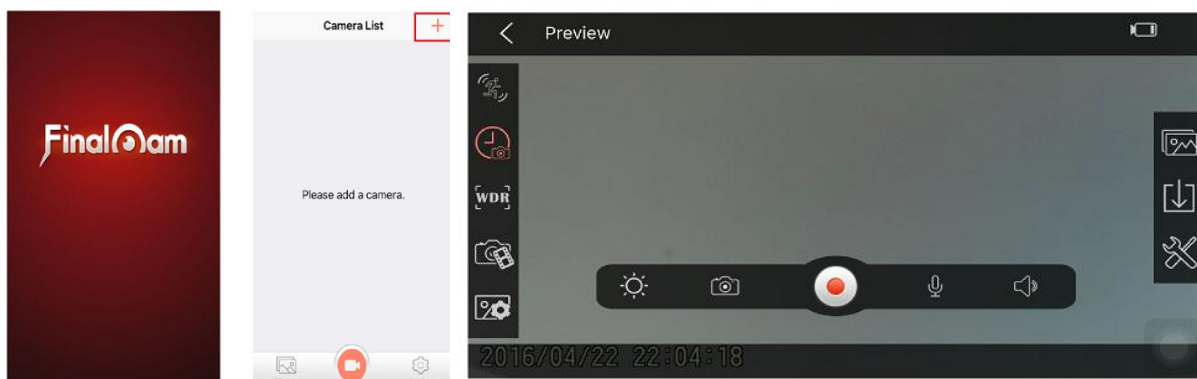 FinalCam
Camera List
Please add a camera.
Preview
WDR
2016/04/22 22:04:18